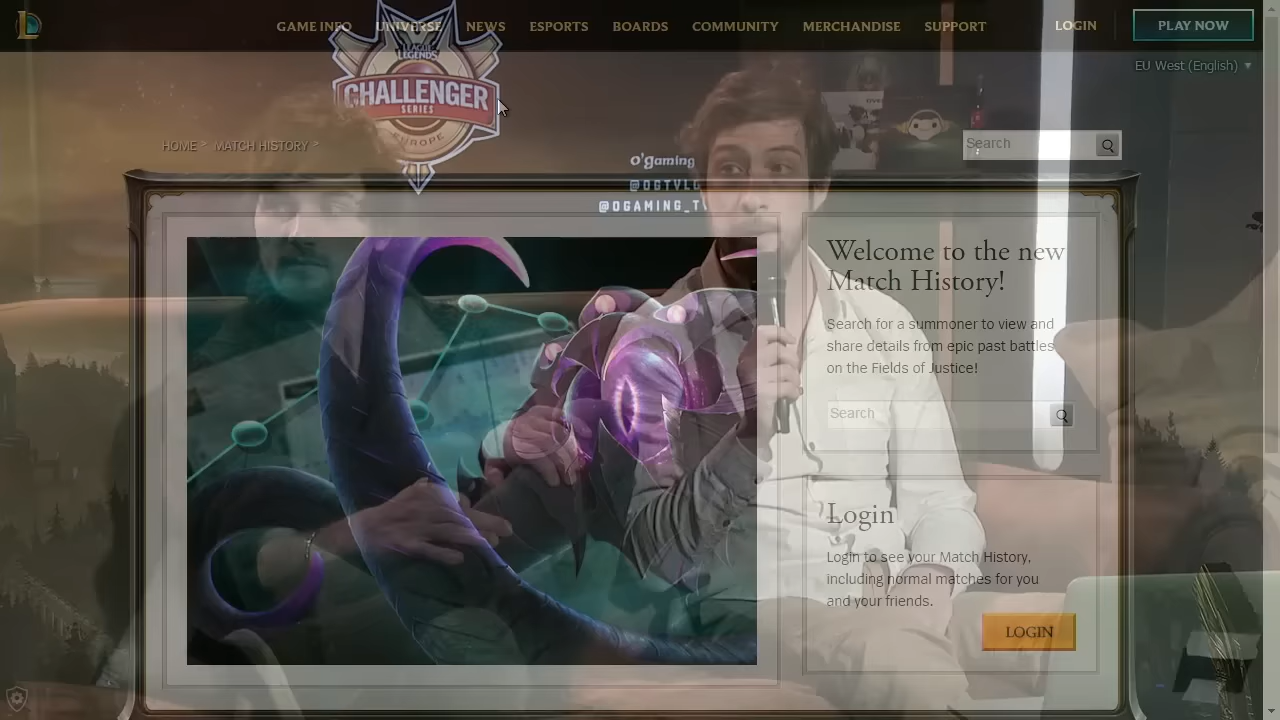 GAME INFO UNIVERSE NEWS ESPORTS BOARDS COMMUNITY MERCHANDISE SUPPORT LOGIN PLAY NOW
EU West (English) ▼
LEAGUE
LEGENDS
CHALLENGER
SERIES
EUROPE
HOME > MATCH HISTORY >
Search
o'gaming
@OGTVLO
@OGAMING_TV
Welcome to the new
Match History!
Search for a summoner to view and
share details from epic past battles
on the Fields of Justice!
Search
Login
Login to see your Match History,
including normal matches for you
and your friends.
LOGIN